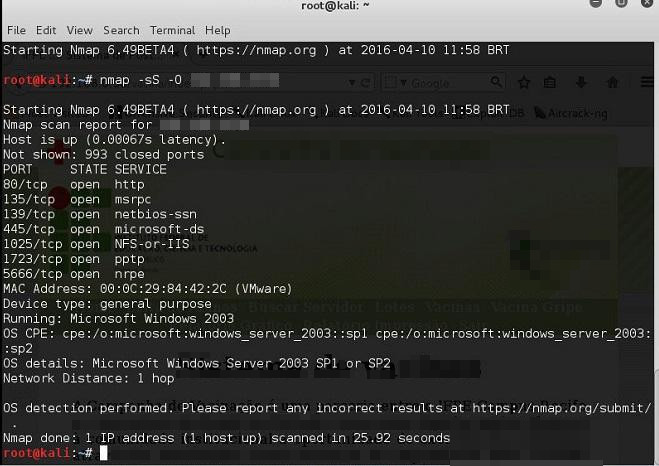 root@kali: ~
File Edit View Search Terminal Help
Starting Nmap 6.49BETA4 ( https://nmap.org ) at 2016-04-10 11:58 BRT
root@kali:~# nmap -sS -O
Starting Nmap 6.49BETA4 ( https://nmap.org ) at 2016-04-10 11:58 BRT
Nmap scan report for
Host is up (0.00067s latency).
Not shown: 993 closed ports
PORT STATE SERVICE
80/tcp open http
135/tcp open msrpc
139/tcp open netbios-ssn
445/tcp open microsoft-ds
1025/tcp open NFS-or-IIS
1723/tcp open pptp
5666/tcp open nrpe
MAC Address: 00:0C:29:84:42:2C (VMware)
Device type: general purpose
Running: Microsoft Windows 2003
OS CPE: cpe:/o:microsoft:windows_server_2003::sp1 cpe:/o:microsoft:windows_server_2003:
:sp2
OS details: Microsoft Windows Server 2003 SP1 or SP2
Network Distance: 1 hop
OS detection performed. Please report any incorrect results at https://nmap.org/submit/
.
Nmap done: 1 IP address (1 host up) scanned in 25.92 seconds
root@kali:~#
Aircrack-ng
Buscar Servidor Lotes Vacinas Vacina Gripe